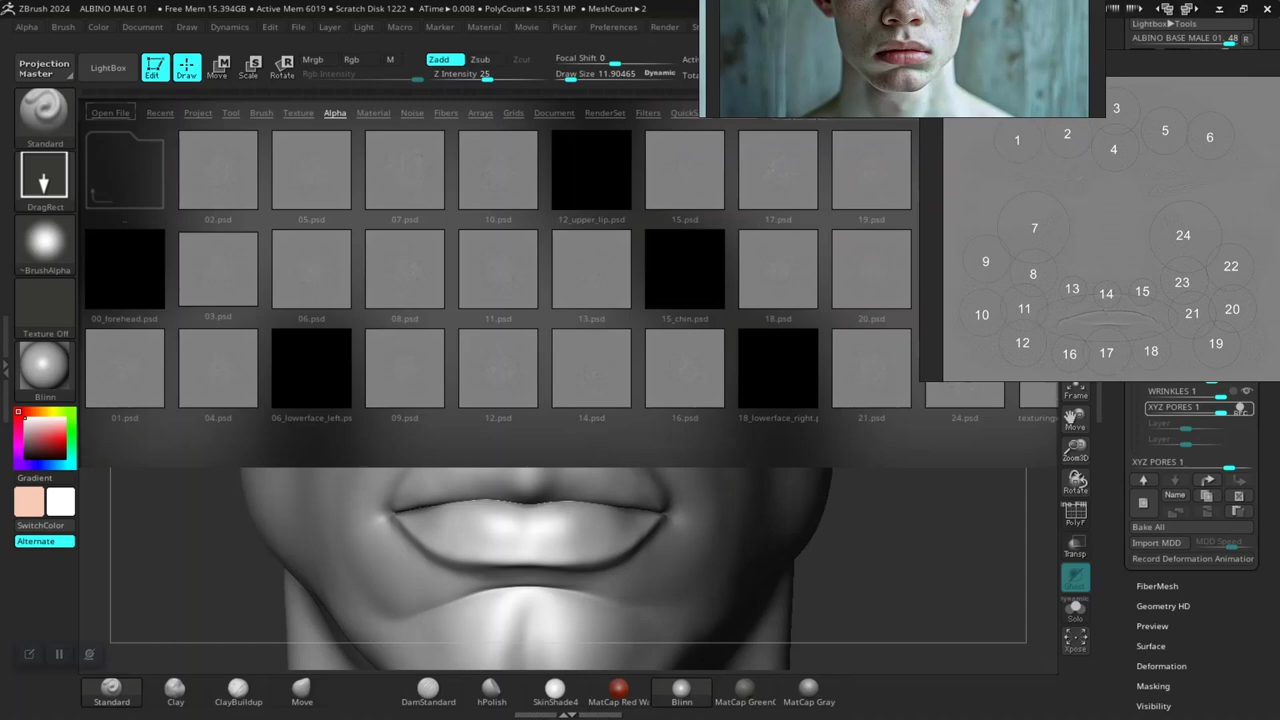 ZBrush 2024 ALBINO MALE 01 • Free Mem 15.394GB • Active Mem 6019 • Scratch Disk 1222 • ATime▸0.008 • PolyCount▸15.531 MP • MeshCount▸2
Alpha Brush Color Document Draw Dynamics Edit File Layer Light Macro Material Movie Picker Preferences Render
Lightbox▸Tools
ALBINO BASE MALE 01. 48 R
Projection
Master
LightBox
Edit
Draw
Move
Scale
Rotate
Mrgb Rgb M
Rgb Intensity
Zadd Zsub Zcut
Z Intensity 25
Focal Shift 0
Draw Size 11.90465 Dynamic
Standard
DragRect
~BrushAlpha
Texture Off
Blinn
Gradient
SwitchColor
Alternate
Open File Recent Project Tool Brush Texture Alpha Material Noise Fibers Arrays Grids Document RenderSet Filters
02.psd 05.psd 07.psd 10.psd 12_upper_lip.psd 15.psd 17.psd 19.psd
00_forehead.psd 03.psd 06.psd 08.psd 11.psd 13.psd 15_chin.psd 18.psd 20.psd
01.psd 04.psd 06_lowerface_left.ps 09.psd 12.psd 14.psd 16.psd 18_lowerface_right.p 21.psd 24.psd
3
1 2 4 5 6
7 24
9 8 22
23
13 14 15
10 11 21 20
12 16 17 18 19
Frame
Move
Zoom3D
Rotate
PolyF
Transp
Ghost
Dynamic
Solo
Xpose
WRINKLES 1
XYZ PORES 1
Layer
Layer
XYZ PORES 1
Name
Bake All
Import MDD MDD Speed
Record Deformation Animation
FiberMesh
Geometry HD
Preview
Surface
Deformation
Masking
Visibility
Standard Clay ClayBuildup Move DamStandard hPolish SkinShade4 MatCap Red Wa Blinn MatCap GreenC MatCap Gray